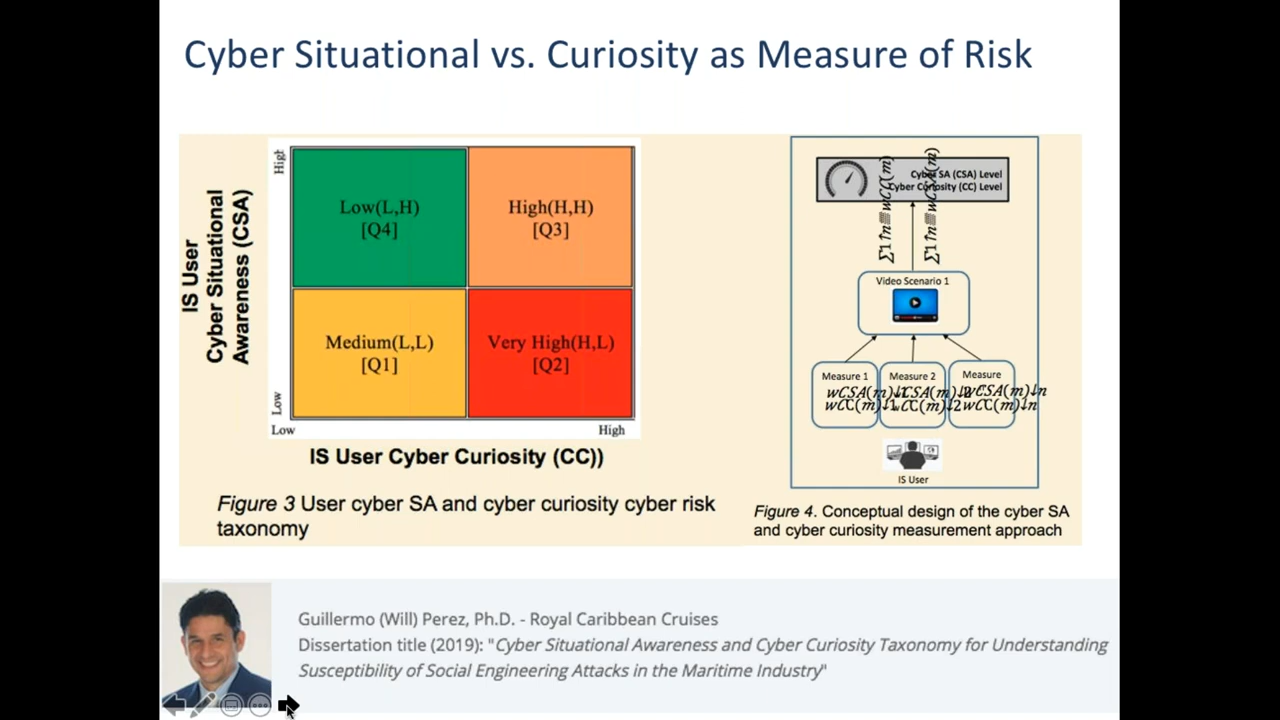 Cyber Situational vs. Curiosity as Measure of Risk
IS User
Cyber Situational
Awareness (CSA)
High
Low
Low(L,H)
[Q4]
High(H,H)
[Q3]
Medium(L,L)
[Q1]
Very High(H,L)
[Q2]
Low
High
IS User Cyber Curiosity (CC))
Figure 3 User cyber SA and cyber curiosity cyber risk
taxonomy
Cyber SA (CSA) Level
Cyber Curiosity (CC) Level
Video Scenario 1
Measure 1
Measure 2
Measure
IS User
Figure 4. Conceptual design of the cyber SA
and cyber curiosity measurement approach
Guillermo (Will) Perez, Ph.D. - Royal Caribbean Cruises
Dissertation title (2019): "Cyber Situational Awareness and Cyber Curiosity Taxonomy for Understanding
Susceptibility of Social Engineering Attacks in the Maritime Industry"